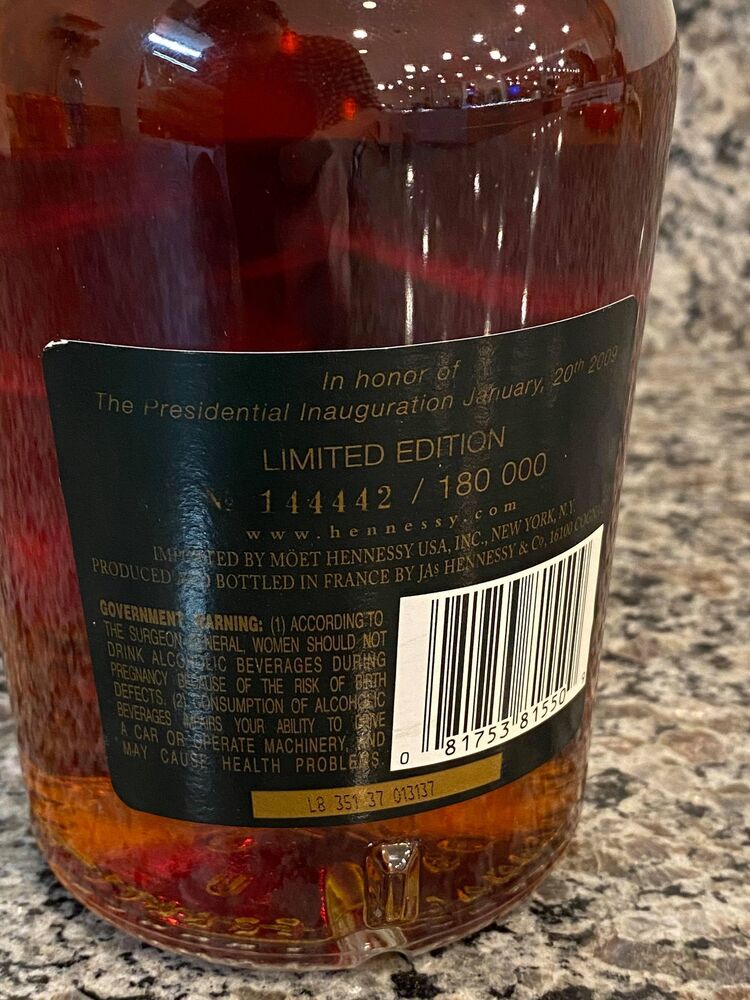 In honor of
The Presidential Inauguration January, 20th 2009
LIMITED EDITION
№ 144442 / 180 000
www.hennessy.com
IMPORTED BY MÖET HENNESSY USA, INC., NEW YORK, N.Y.
PRODUCED AND BOTTLED IN FRANCE BY JAs HENNESSY & Co, 16100 COGNAC
GOVERNMENT WARNING: (1) ACCORDING TO
THE SURGEON GENERAL, WOMEN SHOULD NOT
DRINK ALCOHOLIC BEVERAGES DURING
PREGNANCY BECAUSE OF THE RISK OF BIRTH
DEFECTS. (2) CONSUMPTION OF ALCOHOLIC
BEVERAGES IMPAIRS YOUR ABILITY TO DRIVE
A CAR OR OPERATE MACHINERY, AND
MAY CAUSE HEALTH PROBLEMS.
0 81753 81550 9
L8 351 37 013137